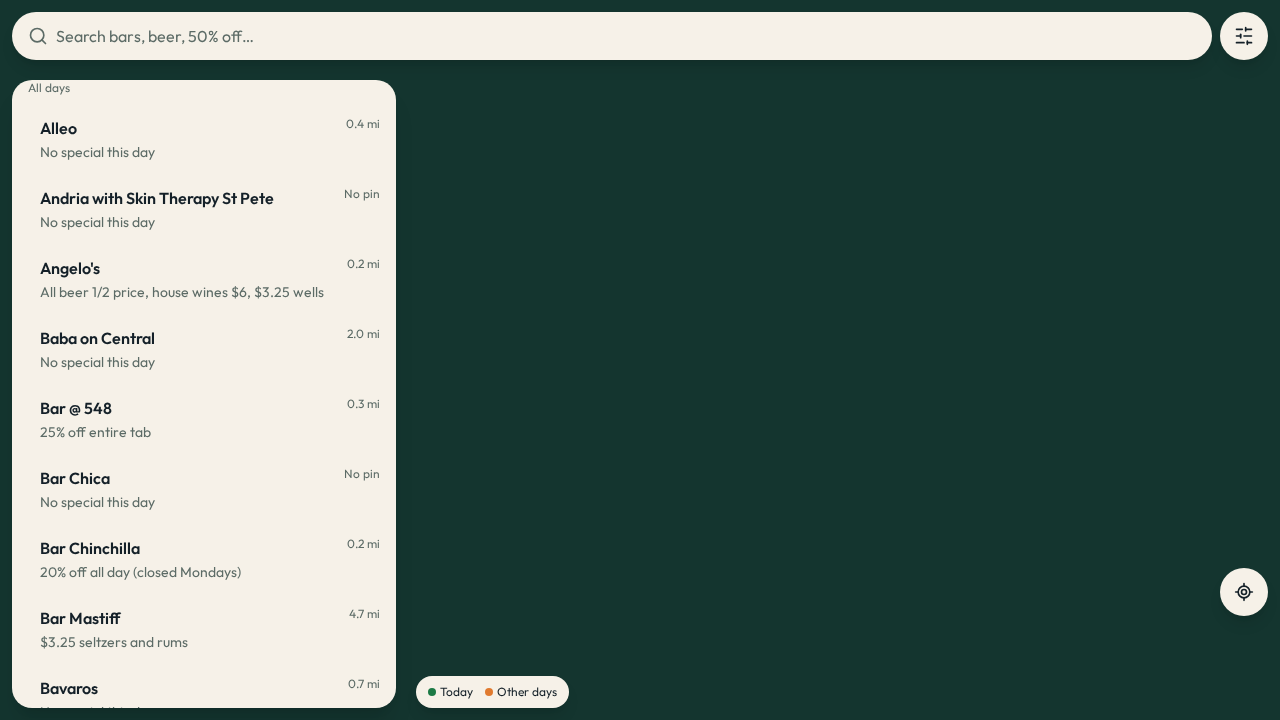 Search bars, beer, 50% off...
All days
Alleo
0.4 mi
No special this day
Andria with Skin Therapy St Pete
No pin
No special this day
Angelo's
0.2 mi
All beer 1/2 price, house wines $6, $3.25 wells
Baba on Central
2.0 mi
No special this day
Bar @ 548
0.3 mi
25% off entire tab
Bar Chica
No pin
No special this day
Bar Chinchilla
0.2 mi
20% off all day (closed Mondays)
Bar Mastiff
4.7 mi
$3.25 seltzers and rums
Bavaros
0.7 mi
Today
Other days